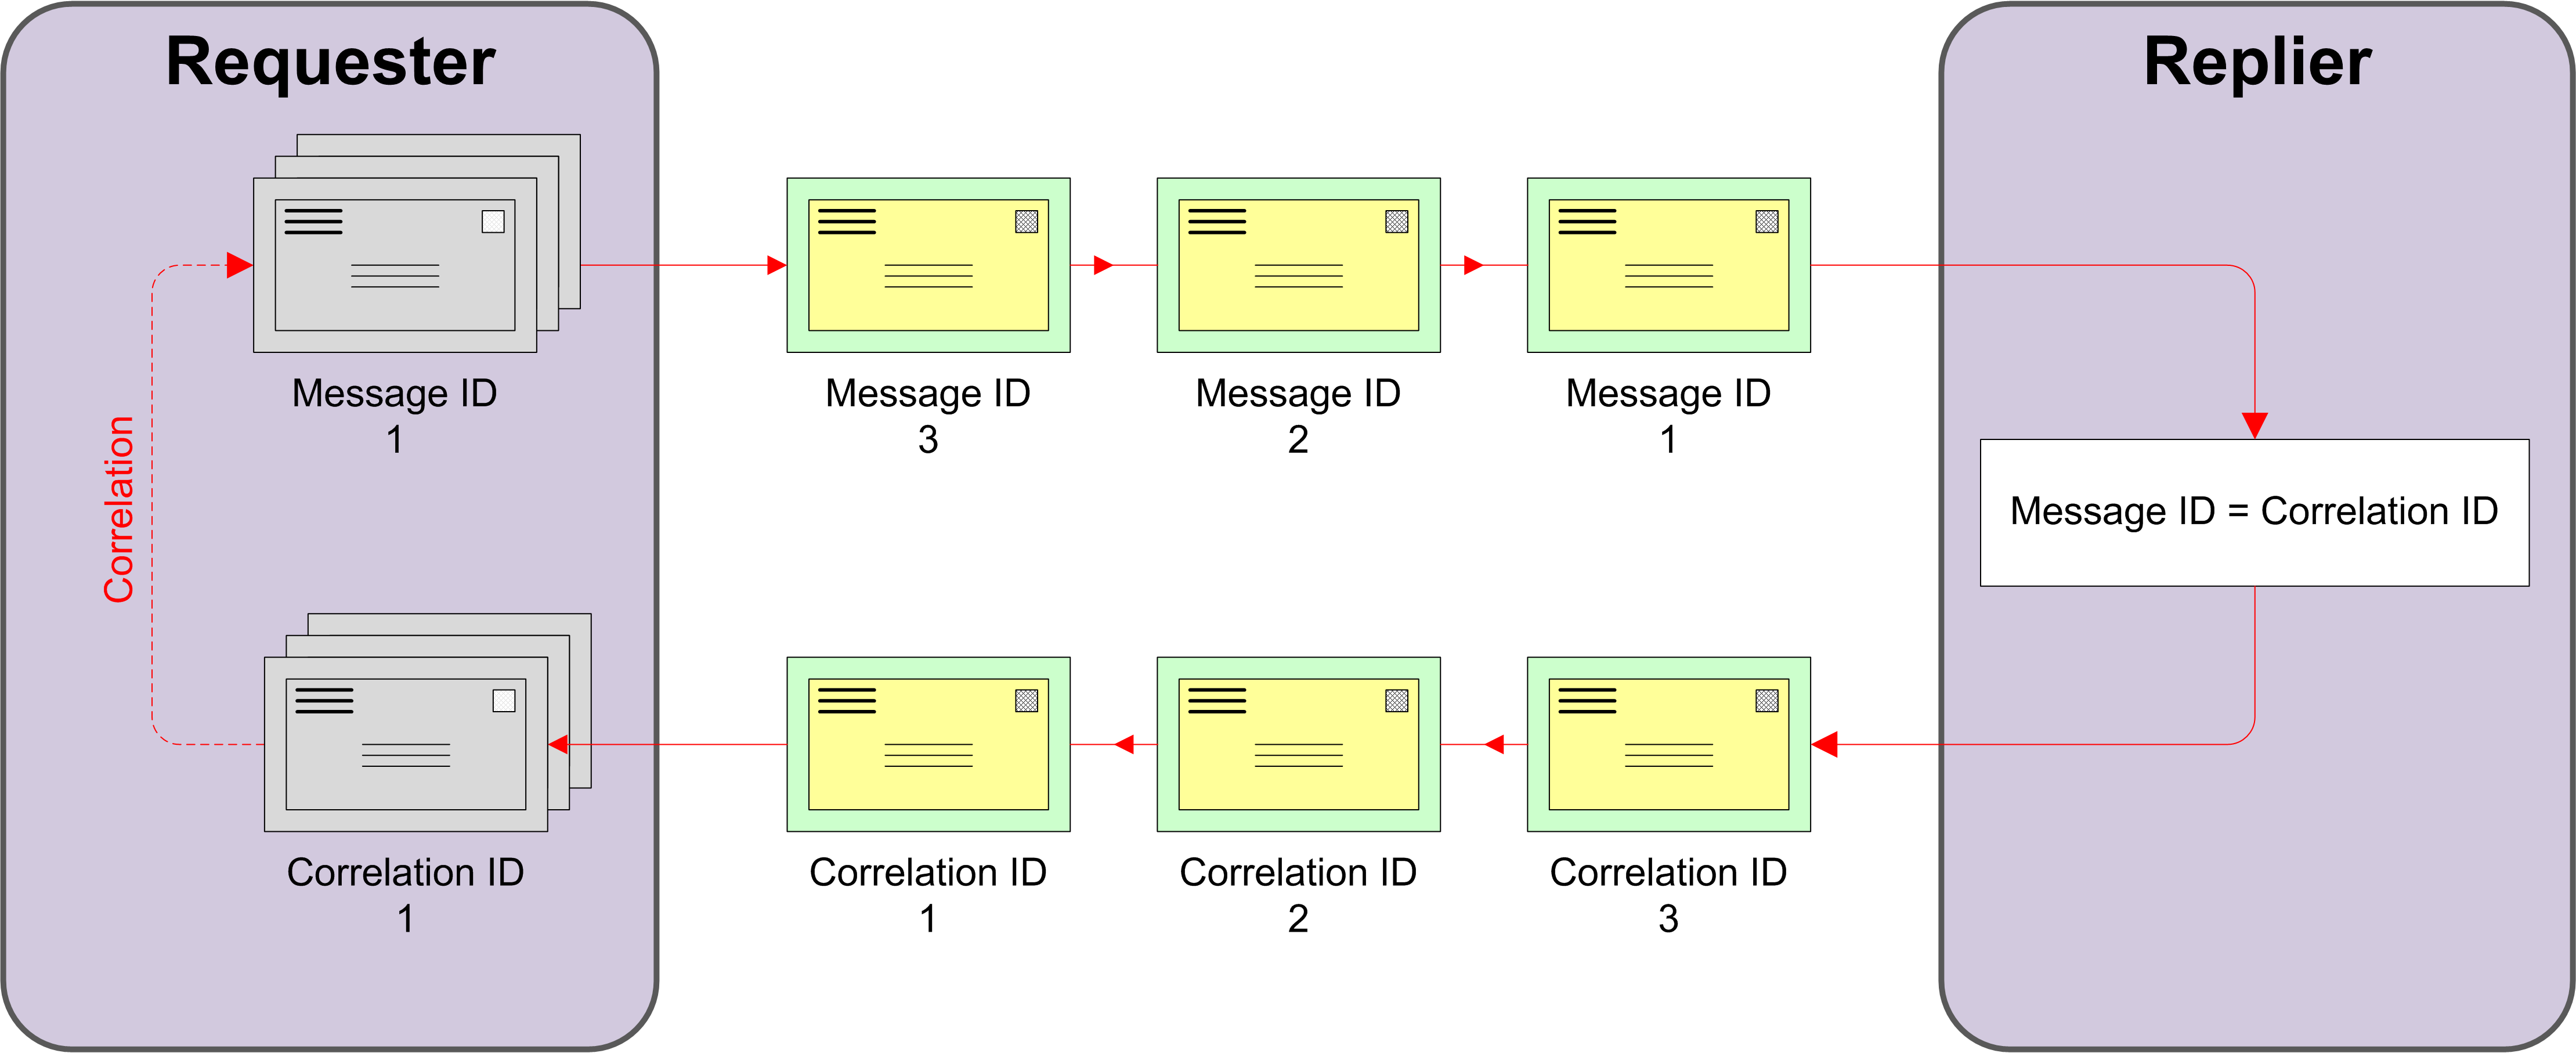 Requester
Replier
Message ID
1
Message ID
3
Message ID
2
Message ID
1
Correlation
Message ID = Correlation ID
Correlation ID
1
Correlation ID
1
Correlation ID
2
Correlation ID
3